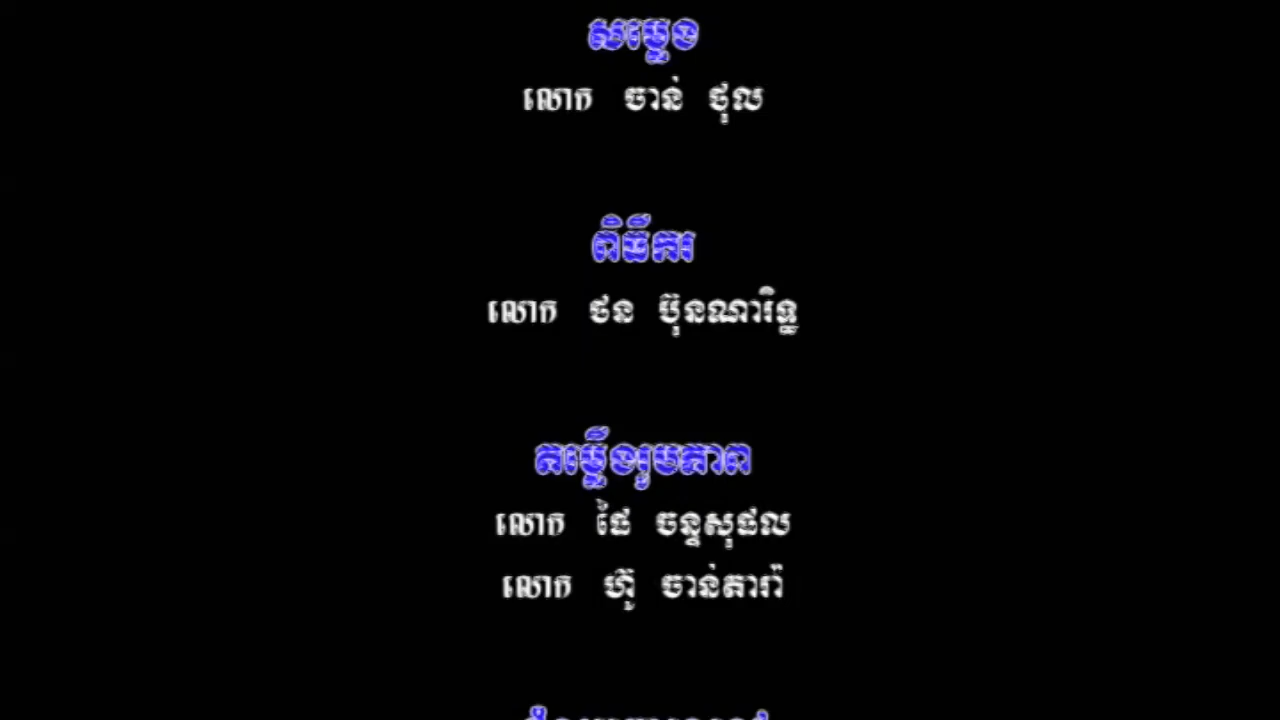 សម្ដេង
លោក ចាន់ ថុល
ពិធីការ
លោក ថន ប៊ុនណារិទ្ធ
តម្លើងរូបភាព
លោក ផៃ ចន្ទសុផល
លោក ហ៊ូ ចាន់តារ៉ា